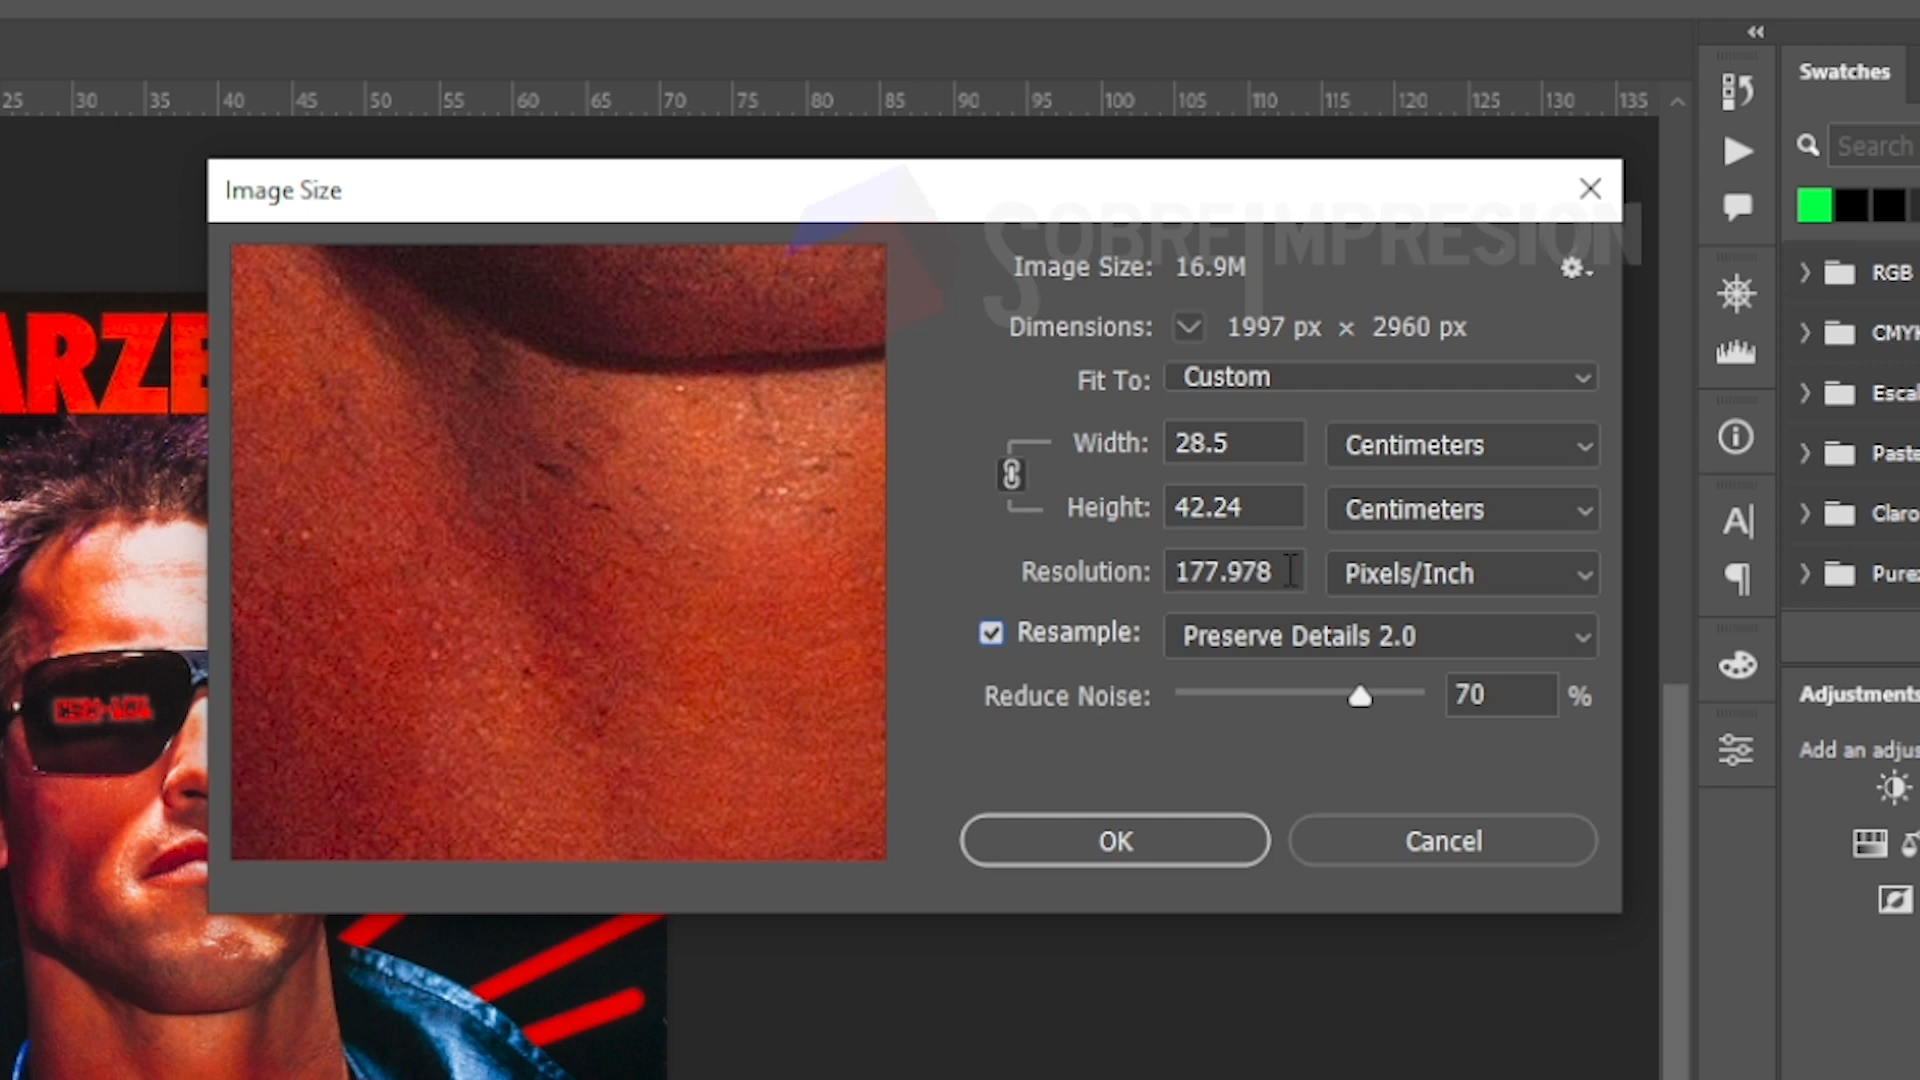 25 30 35 40 45 50 55 60 65 70 75 80 85 90 95 100 105 110 115 120 125 130 135
Swatches
Search
Image Size
SOBREIMPRESION
Image Size: 16.9M
Dimensions: 1997 px × 2960 px
Fit To: Custom
Width: 28.5 Centimeters
Height: 42.24 Centimeters
Resolution: 177.978 Pixels/Inch
Resample: Preserve Details 2.0
Reduce Noise: 70 %
OK Cancel
RGB
CMYK
Escal
Paste
Claro
Purez
Adjustments
Add an adjus
ARZE